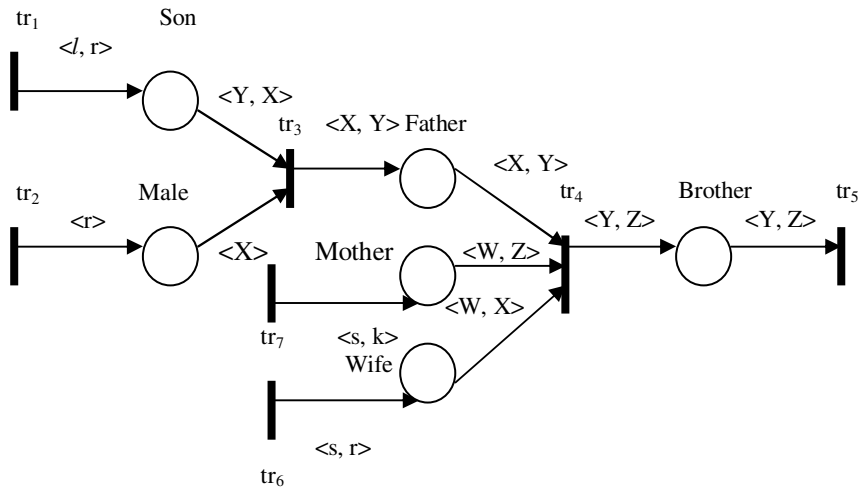 tr₁
Son
<l, r>
<Y, X>
tr₃
<X, Y>
Father
<X, Y>
tr₂
Male
tr₄
Brother
tr₅
<r>
<X>
<Y, Z>
<Y, Z>
Mother
<W, Z>
<W, X>
tr₇
<s, k>
Wife
<s, r>
tr₆